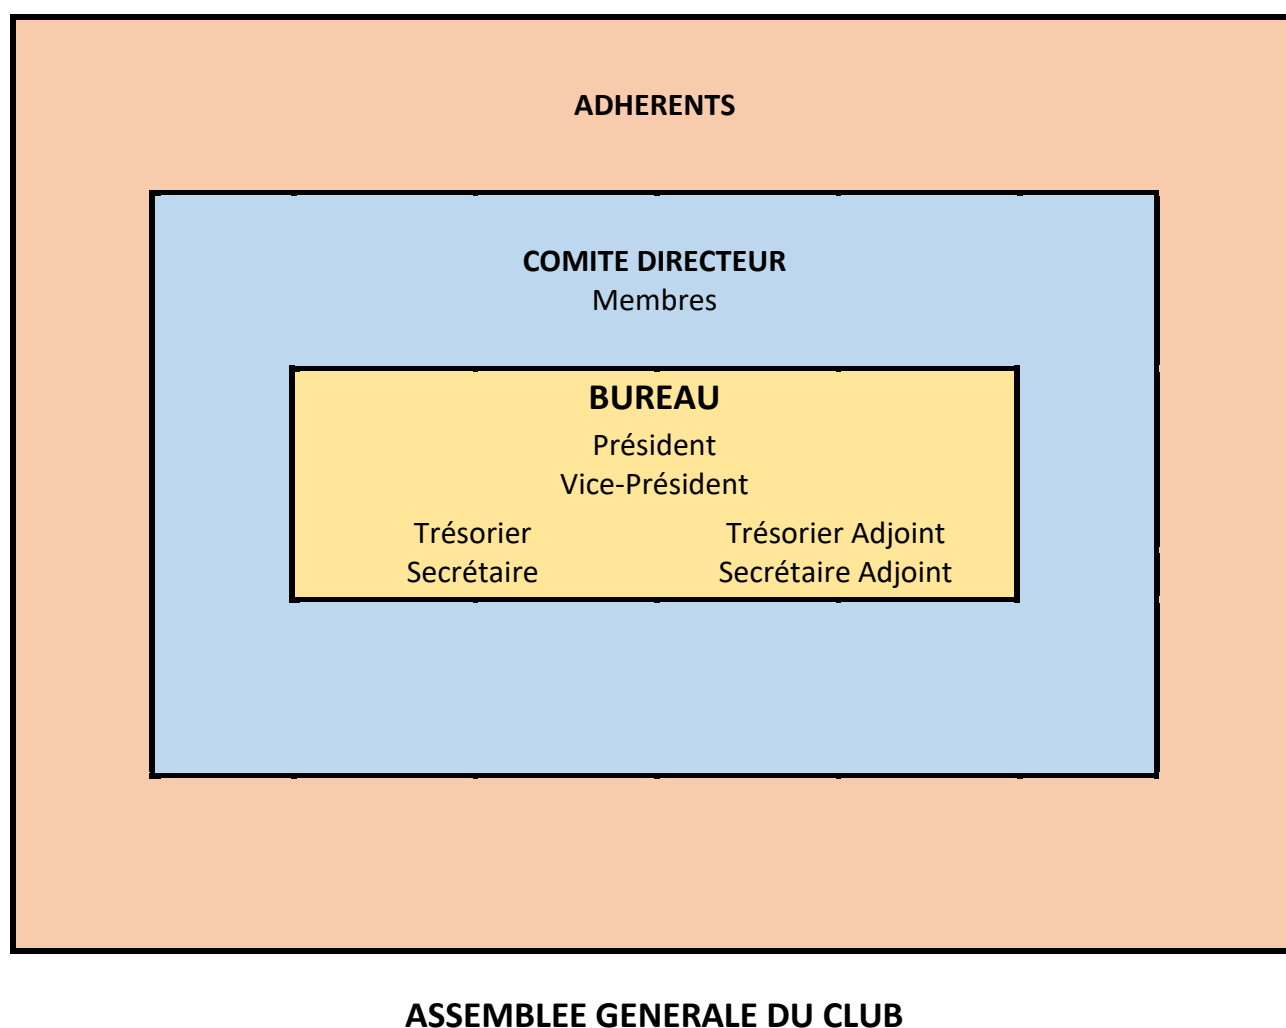 ADHERENTS
COMITE DIRECTEUR
Membres
BUREAU
Président
Vice-Président
Trésorier Trésorier Adjoint
Secrétaire Secrétaire Adjoint
ASSEMBLEE GENERALE DU CLUB